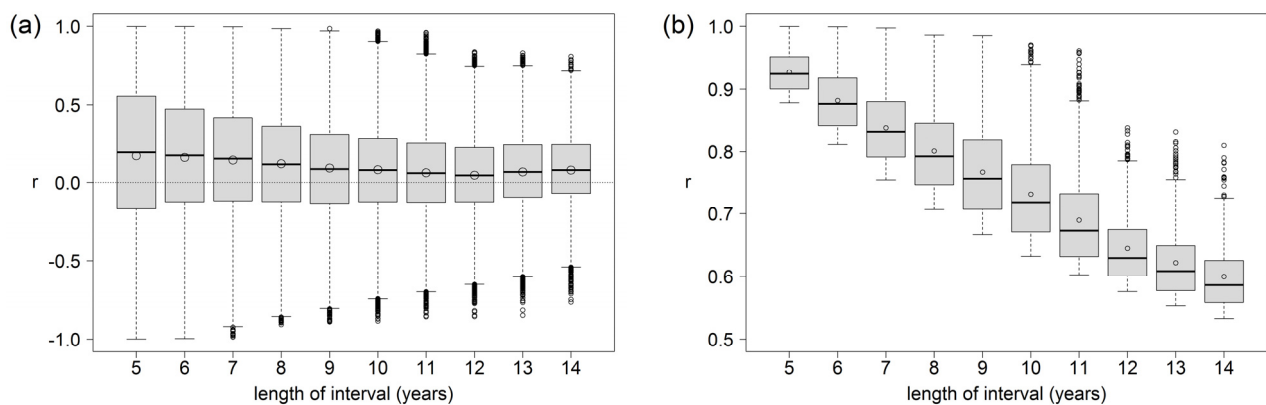 (a)
1.0
0.5
r
0.0
-0.5
-1.0
5 6 7 8 9 10 11 12 13 14
length of interval (years)
(b)
1.0
0.9
0.8
r
0.7
0.6
0.5
5 6 7 8 9 10 11 12 13 14
length of interval (years)